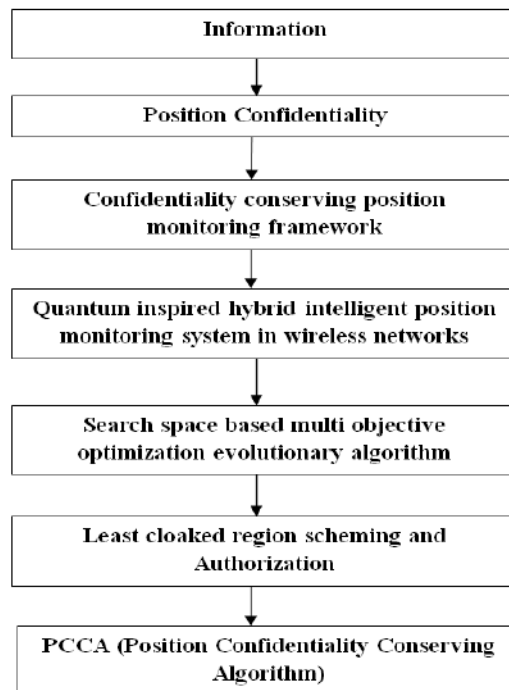 Information
Position Confidentiality
Confidentiality conserving position
monitoring framework
Quantum inspired hybrid intelligent position
monitoring system in wireless networks
Search space based multi objective
optimization evolutionary algorithm
Least cloaked region scheming and
Authorization
PCCA (Position Confidentiality Conserving
Algorithm)